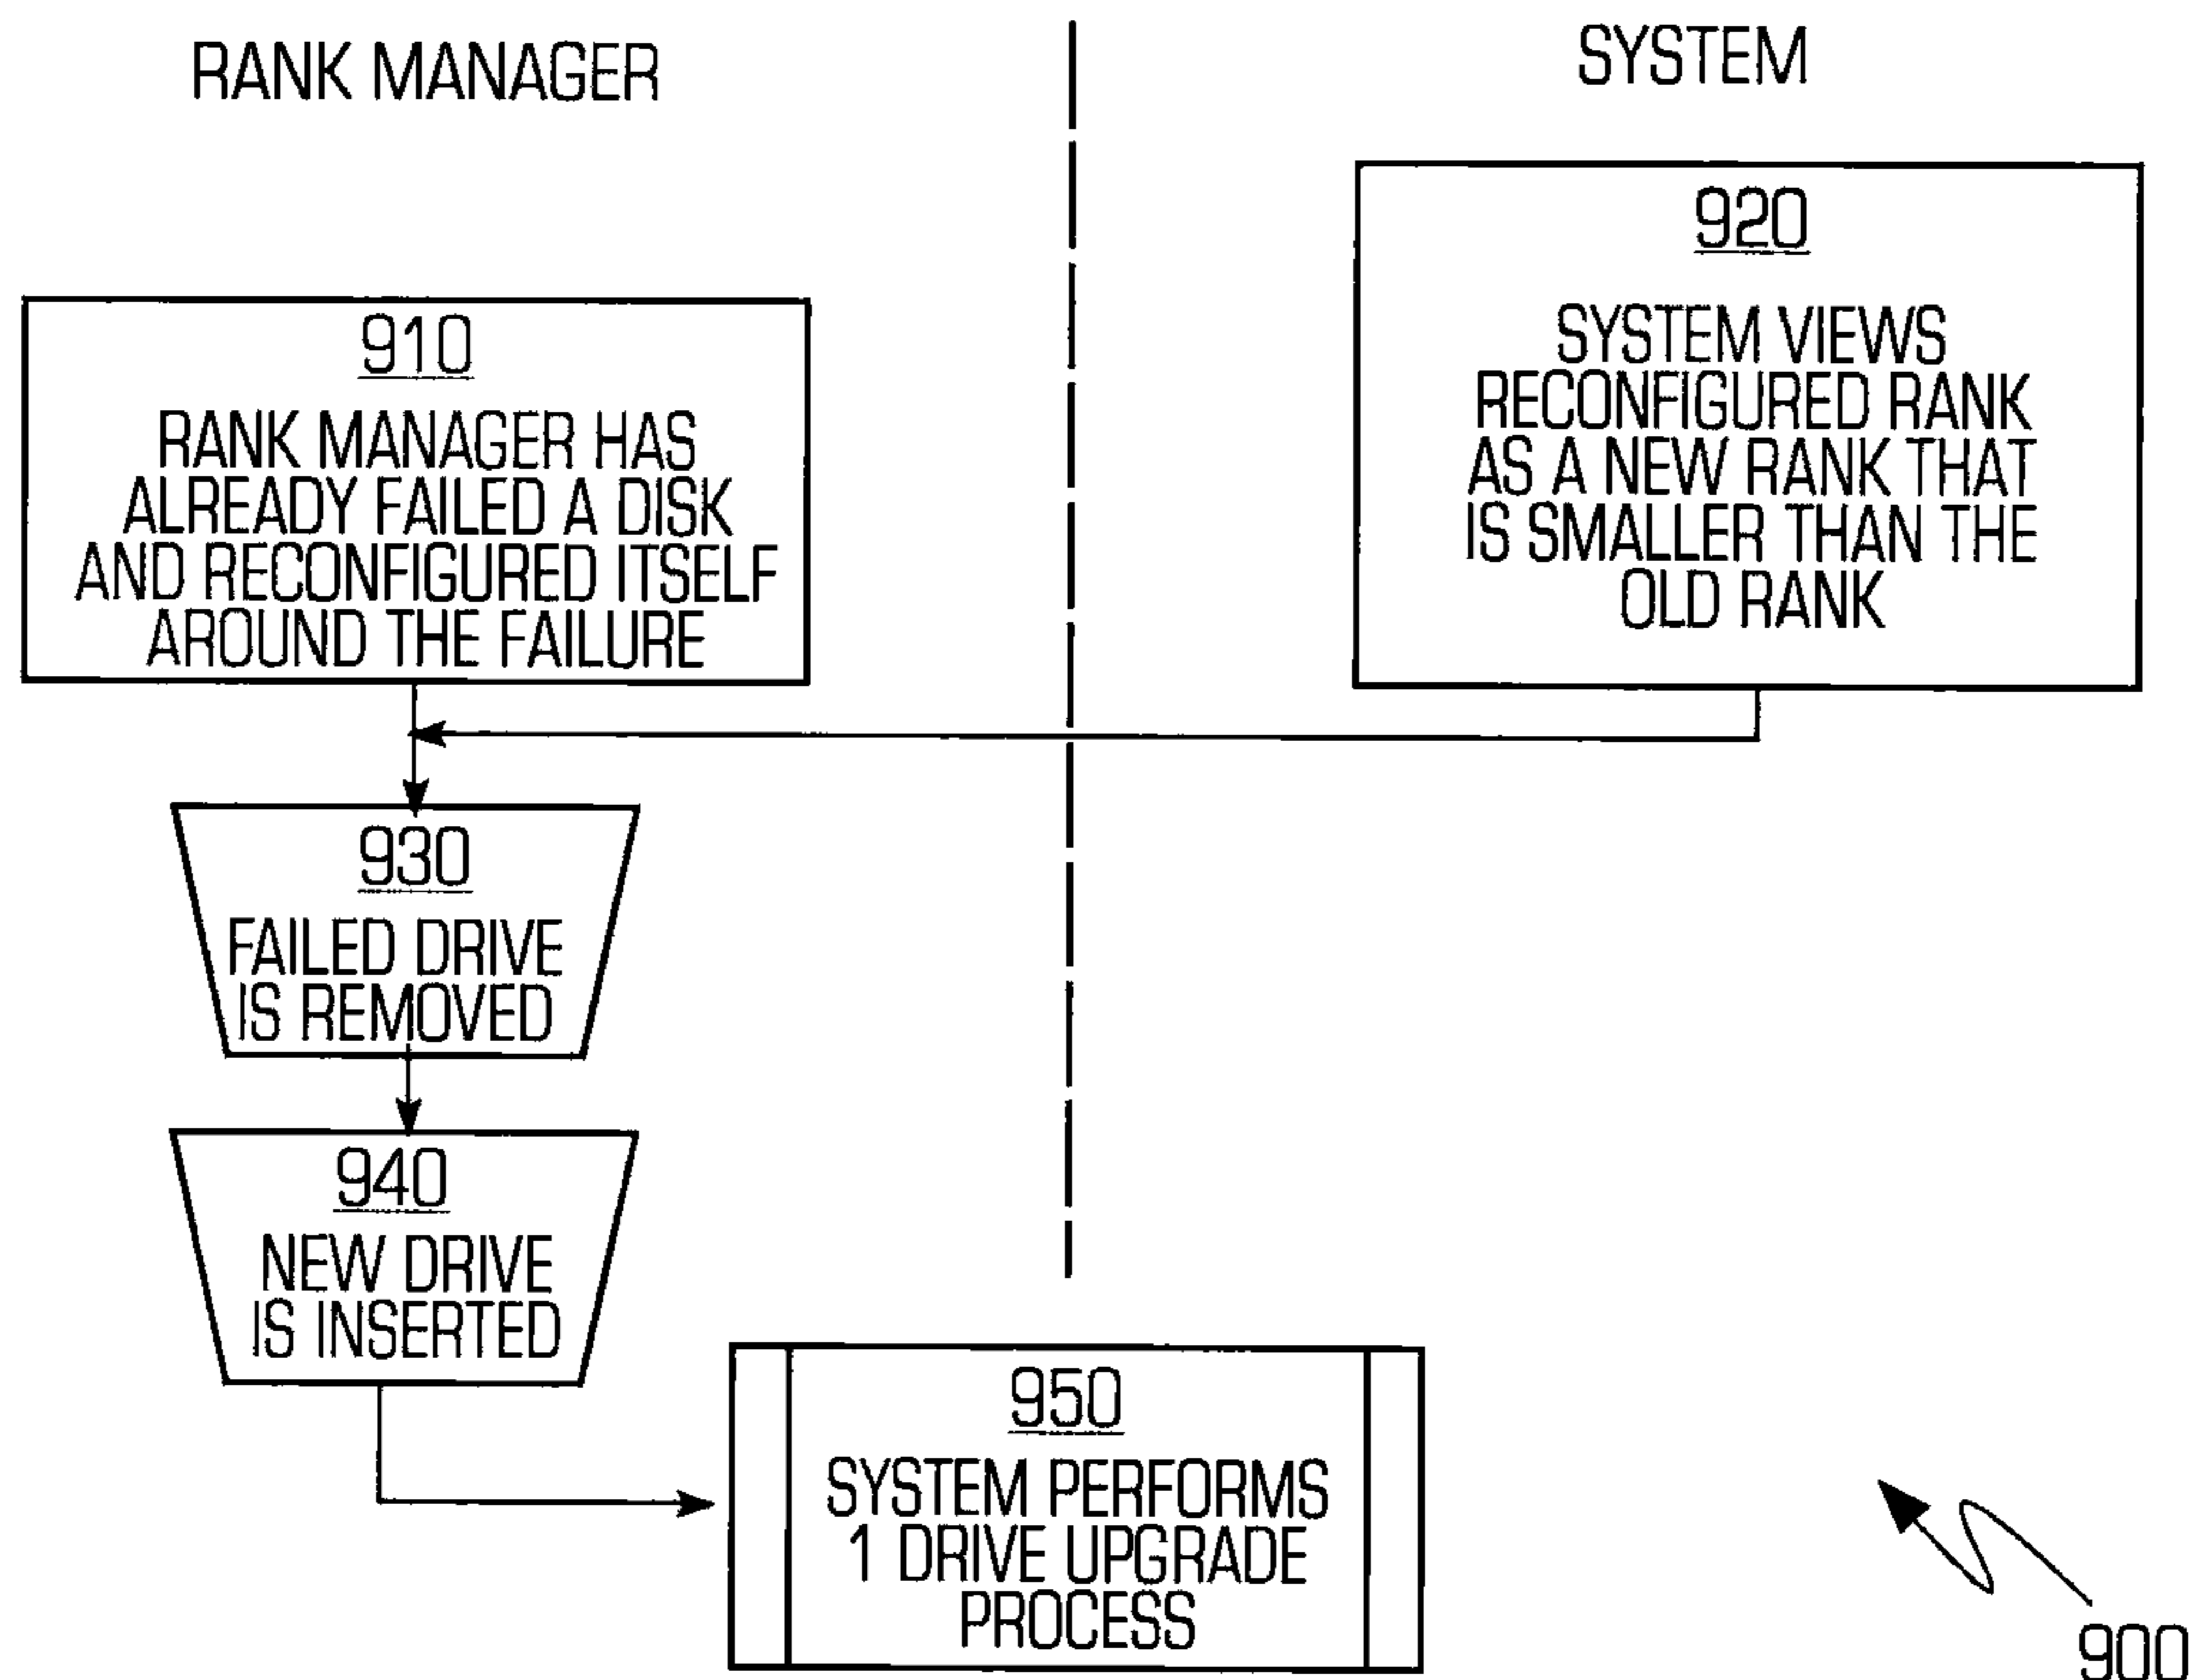 RANK MANAGER
SYSTEM
910
RANK MANAGER HAS
ALREADY FAILED A DISK
AND RECONFIGURED ITSELF
AROUND THE FAILURE
920
SYSTEM VIEWS
RECONFIGURED RANK
AS A NEW RANK THAT
IS SMALLER THAN THE
OLD RANK
930
FAILED DRIVE
IS REMOVED
940
NEW DRIVE
IS INSERTED
950
SYSTEM PERFORMS
1 DRIVE UPGRADE
PROCESS
900